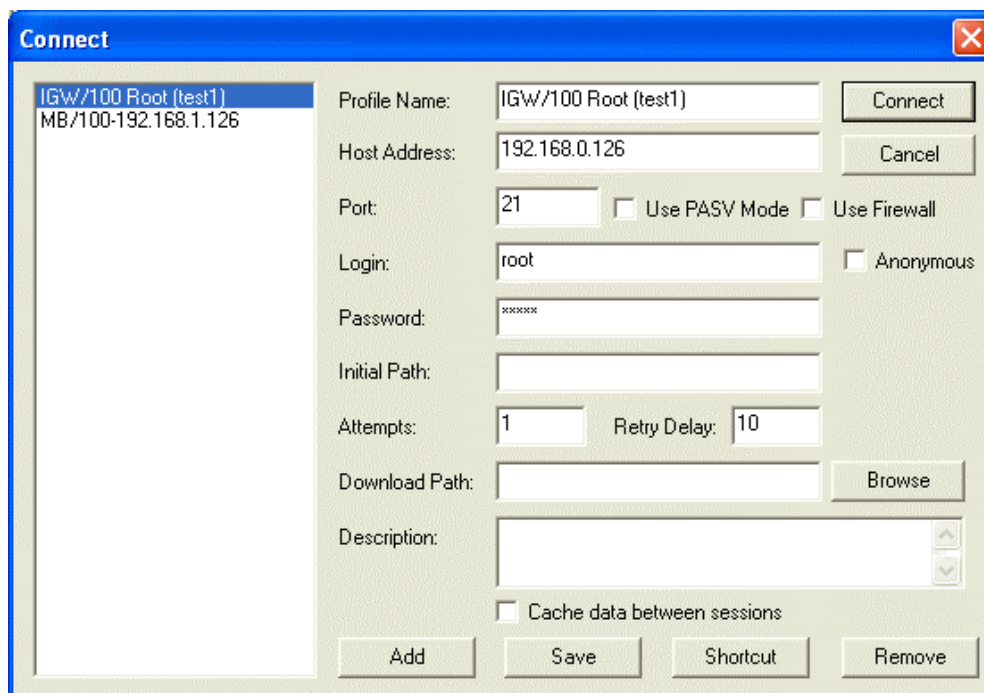 Connect
IGW/100 Root (test1)
MB/100-192.168.1.126
Profile Name: IGW/100 Root (test1) Connect
Host Address: 192.168.0.126 Cancel
Port: 21 Use PASV Mode Use Firewall
Login: root Anonymous
Password: *****
Initial Path:
Attempts: 1 Retry Delay: 10
Download Path: Browse
Description:
Cache data between sessions
Add Save Shortcut Remove